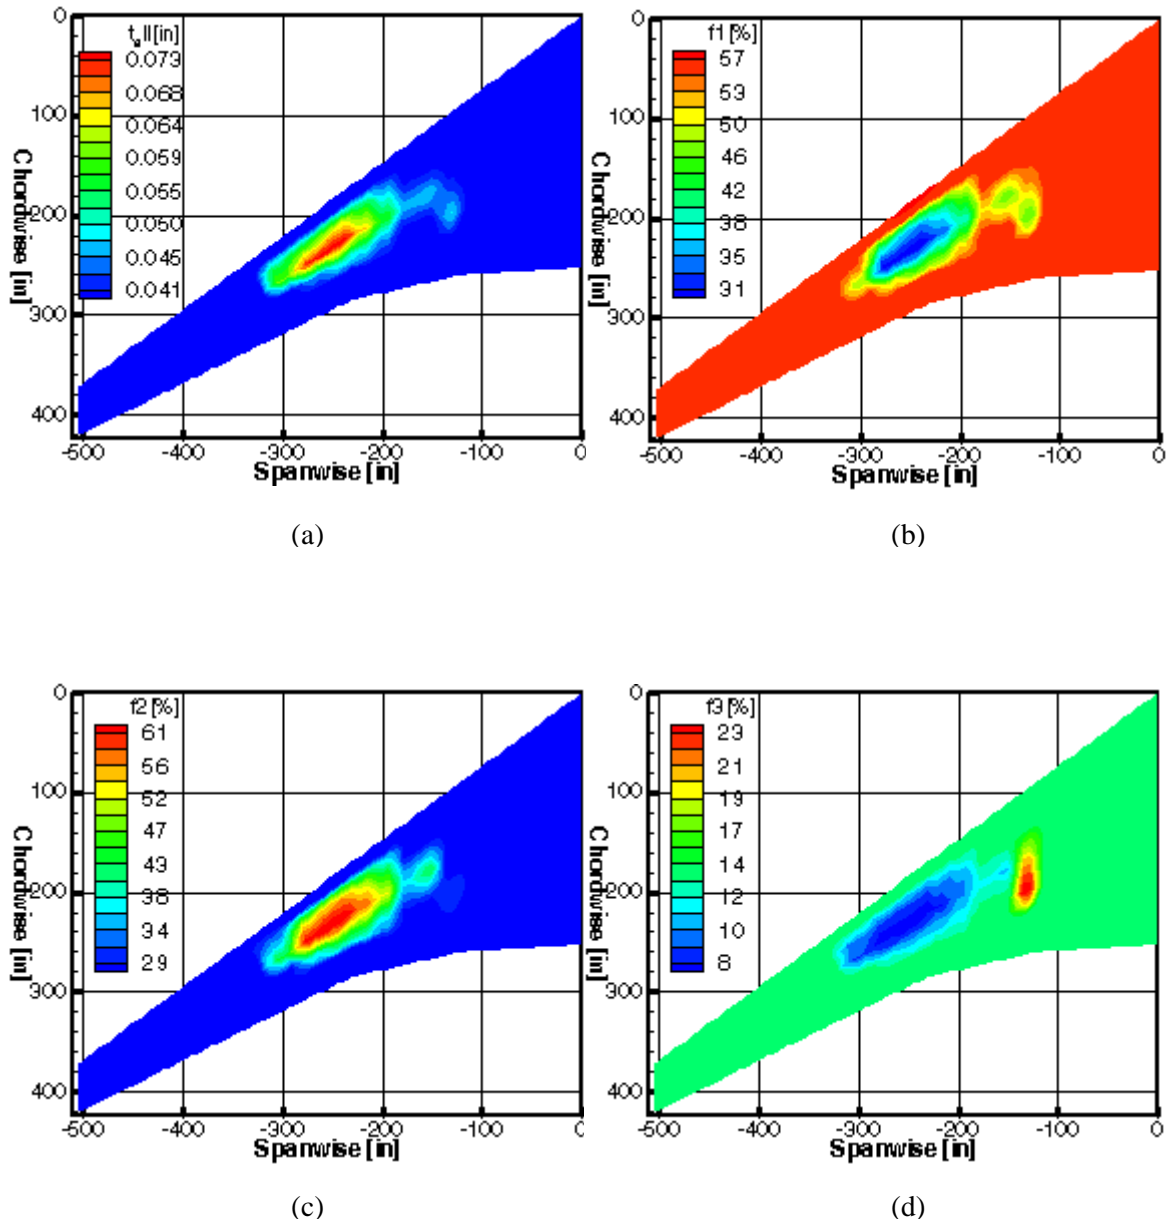 t_all[in]
0.073
0.068
0.064
0.059
0.055
0.050
0.045
0.041
0
100
200
300
400
Chordwise [in]
-500 -400 -300 -200 -100 0
Spanwise [in]
(a)
f1 [%]
57
53
50
46
42
38
35
31
0
100
200
300
400
Chordwise [in]
-500 -400 -300 -200 -100 0
Spanwise [in]
(b)
f2 [%]
61
56
52
47
43
38
34
29
0
100
200
300
400
Chordwise [in]
-500 -400 -300 -200 -100 0
Spanwise [in]
(c)
f3 [%]
23
21
19
17
14
12
10
8
0
100
200
300
400
Chordwise [in]
-500 -400 -300 -200 -100 0
Spanwise [in]
(d)